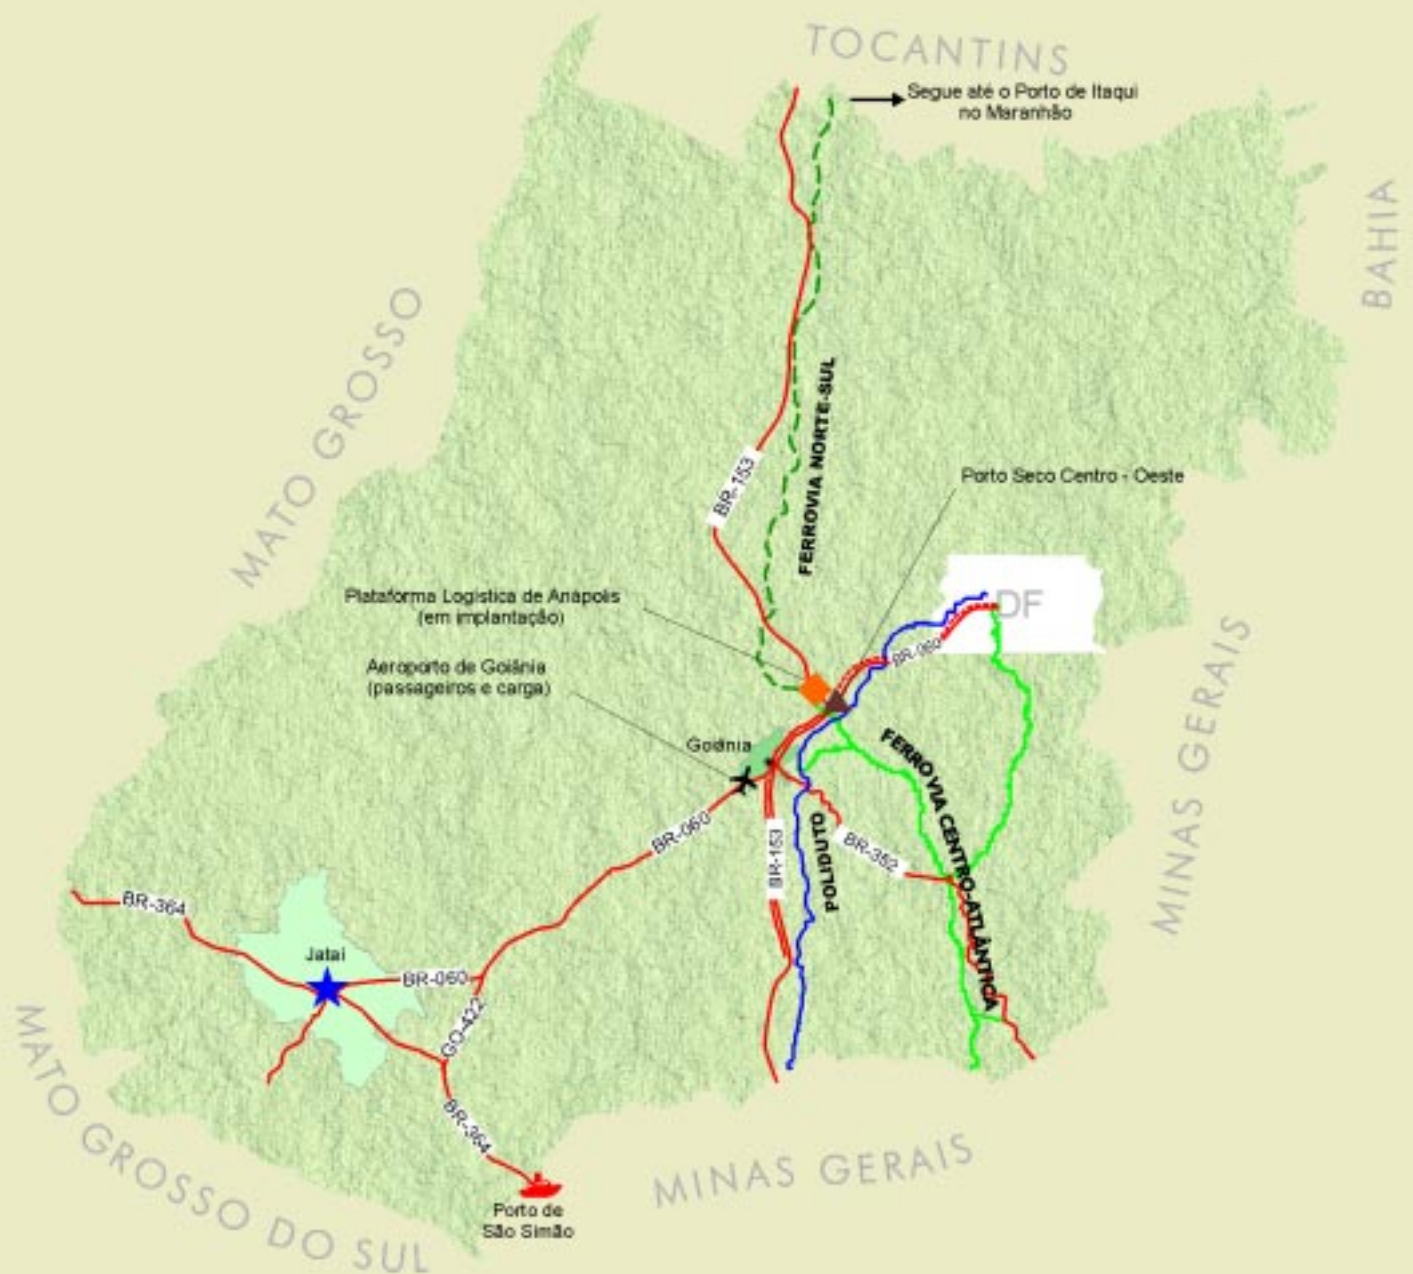 TOCANTINS
Segue até o Porto de Itaqui
no Maranhão
BAHIA
MATO GROSSO
FERROVIA NORTE-SUL
BR-153
Porto Seco Centro - Oeste
Plataforma Logística de Anápolis
(em implantação)
DF
BR-060
Aeroporto de Goiânia
(passageiros e carga)
MINAS GERAIS
Goiânia
FERROVIA CENTRO-ATLÂNTICA
BR-060
BR-153
POLIDUTO
BR-352
BR-364
Jataí
BR-060
GO-422
BR-364
MATO GROSSO DO SUL
MINAS GERAIS
Porto de
São Simão